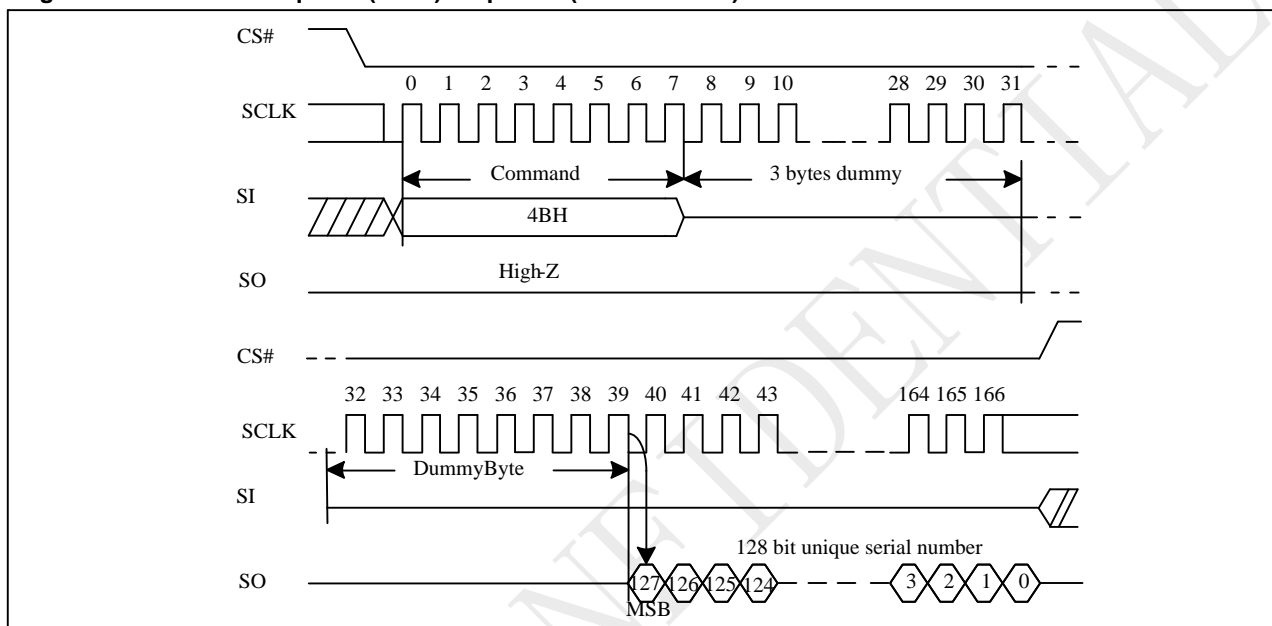 CS#
0 1 2 3 4 5 6 7 8 9 10 28 29 30 31
SCLK
Command 3 bytes dummy
SI
4BH
High-Z
SO
CS#
32 33 34 35 36 37 38 39 40 41 42 43 164 165 166
SCLK
DummyByte
SI
128 bit unique serial number
SO 127 126 125 124 3 2 1 0
MSB